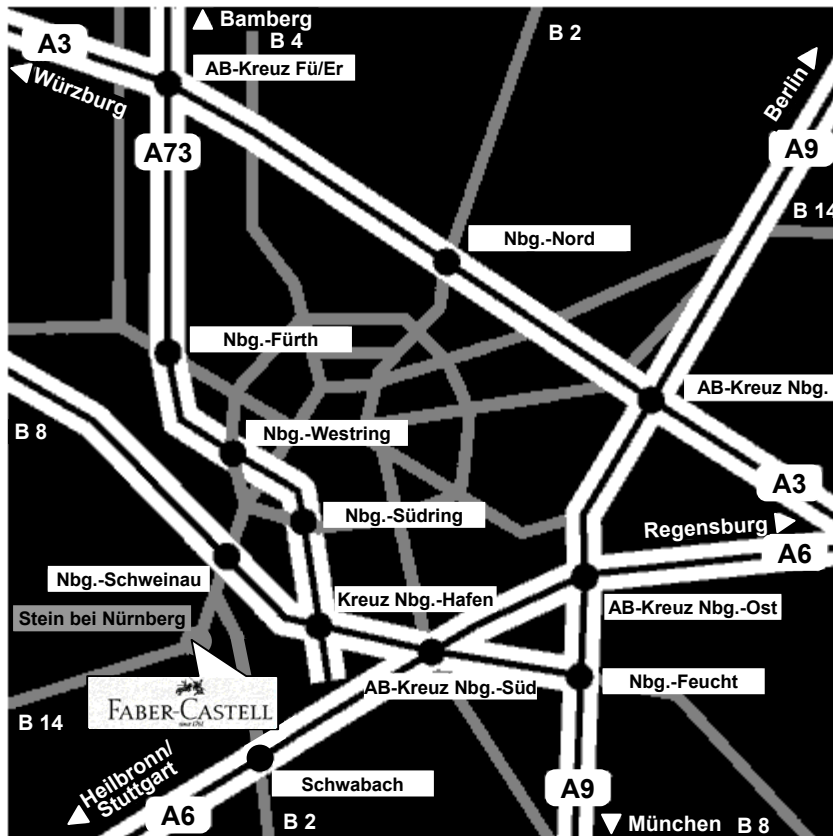 Bamberg
B 4
B 2
A3
AB-Kreuz Fü/Er
Würzburg
Berlin
A73
A9
B 14
Nbg.-Nord
Nbg.-Fürth
AB-Kreuz Nbg.
B 8
Nbg.-Westring
A3
Nbg.-Südring
Regensburg
A6
Nbg.-Schweinau
Kreuz Nbg.-Hafen
Stein bei Nürnberg
AB-Kreuz Nbg.-Ost
AB-Kreuz Nbg.-Süd
Nbg.-Feucht
FABER-CASTELL
since 1761
B 14
Heilbronn/
Stuttgart
Schwabach
A9
A6
B 2
München
B 8